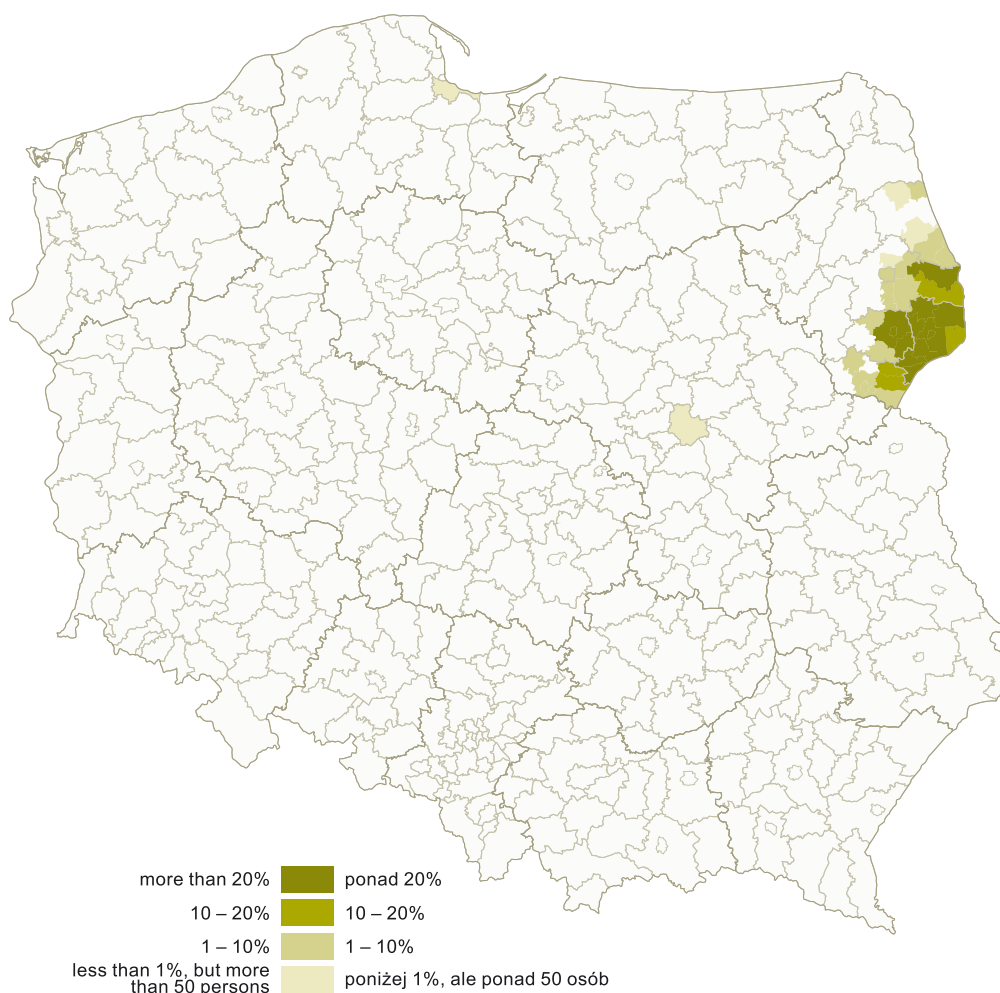 more than 20% ponad 20%
10 – 20% 10 – 20%
1 – 10% 1 – 10%
less than 1%, but more
than 50 persons poniżej 1%, ale ponad 50 osób